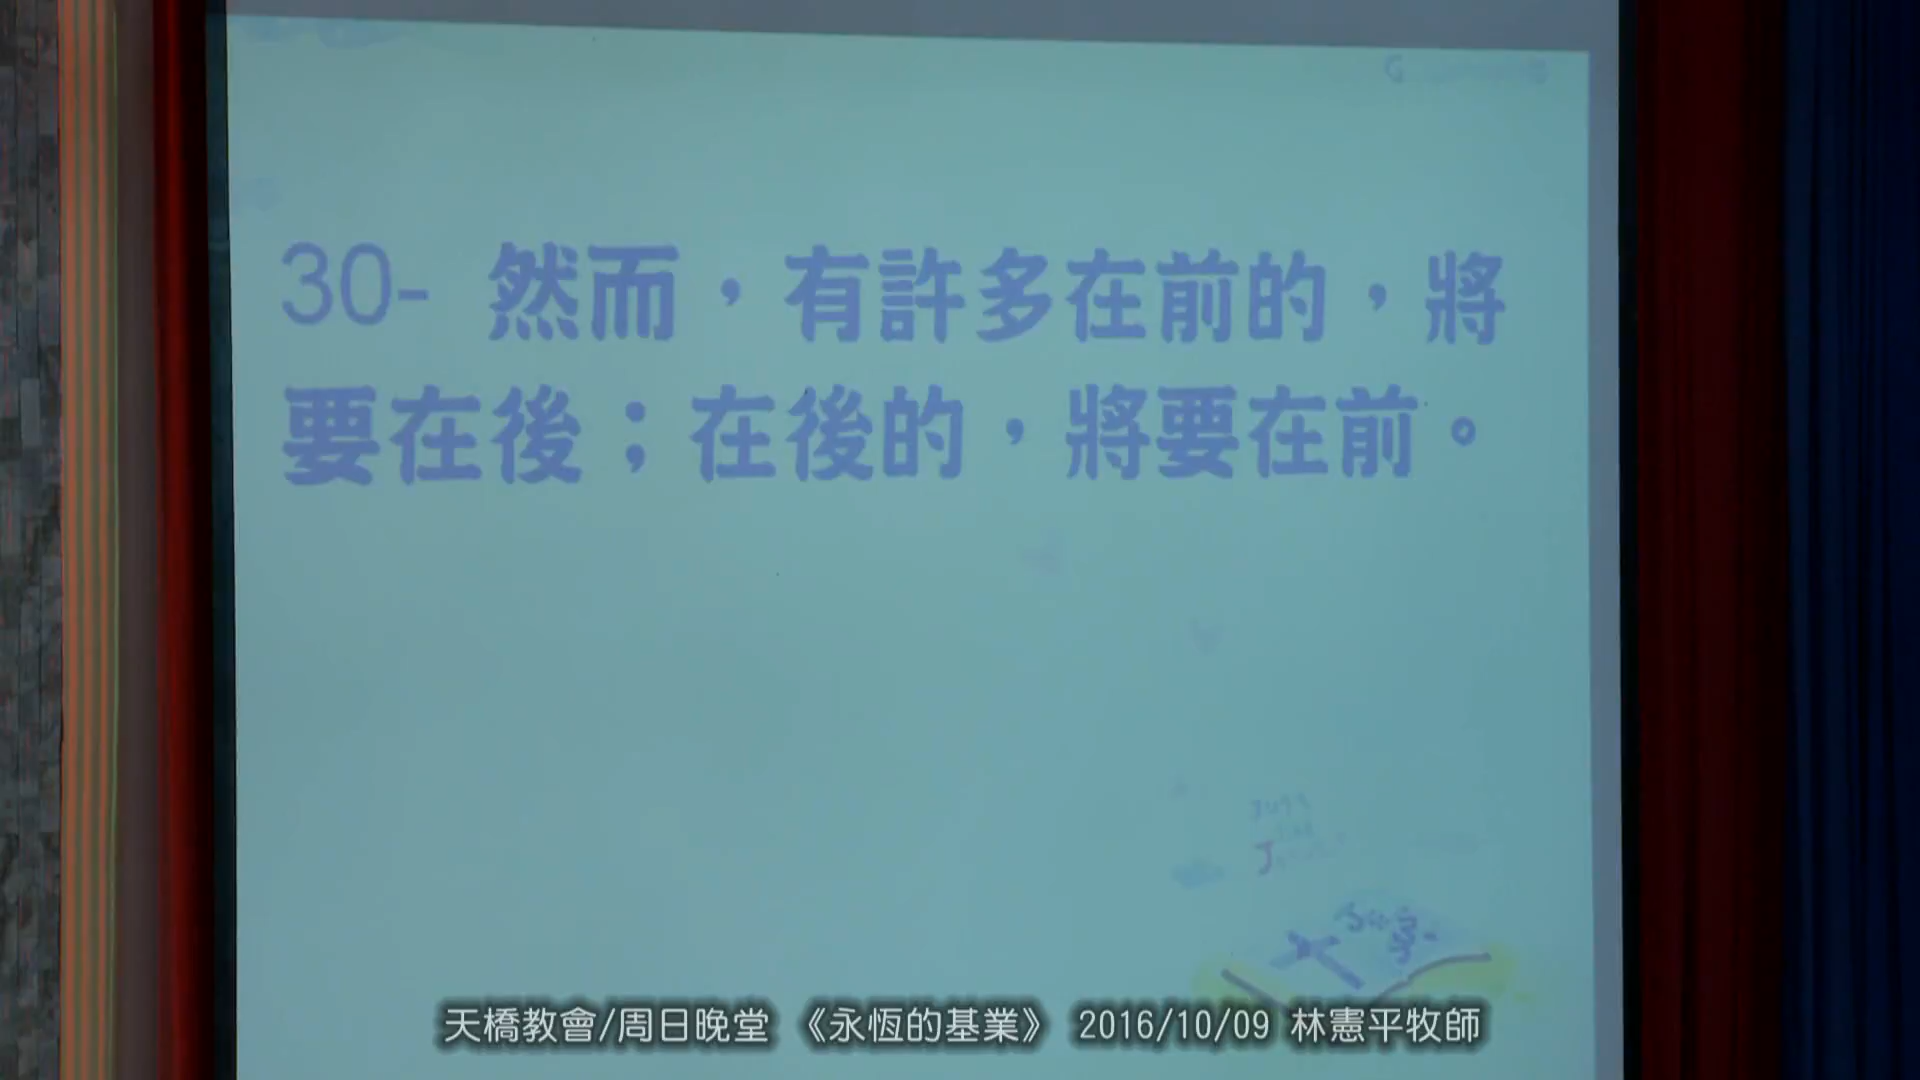 30- 然而，有許多在前的，將
要在後；在後的，將要在前。
天橋教會/周日晚堂 《永恆的基業》 2016/10/09 林憲平牧師